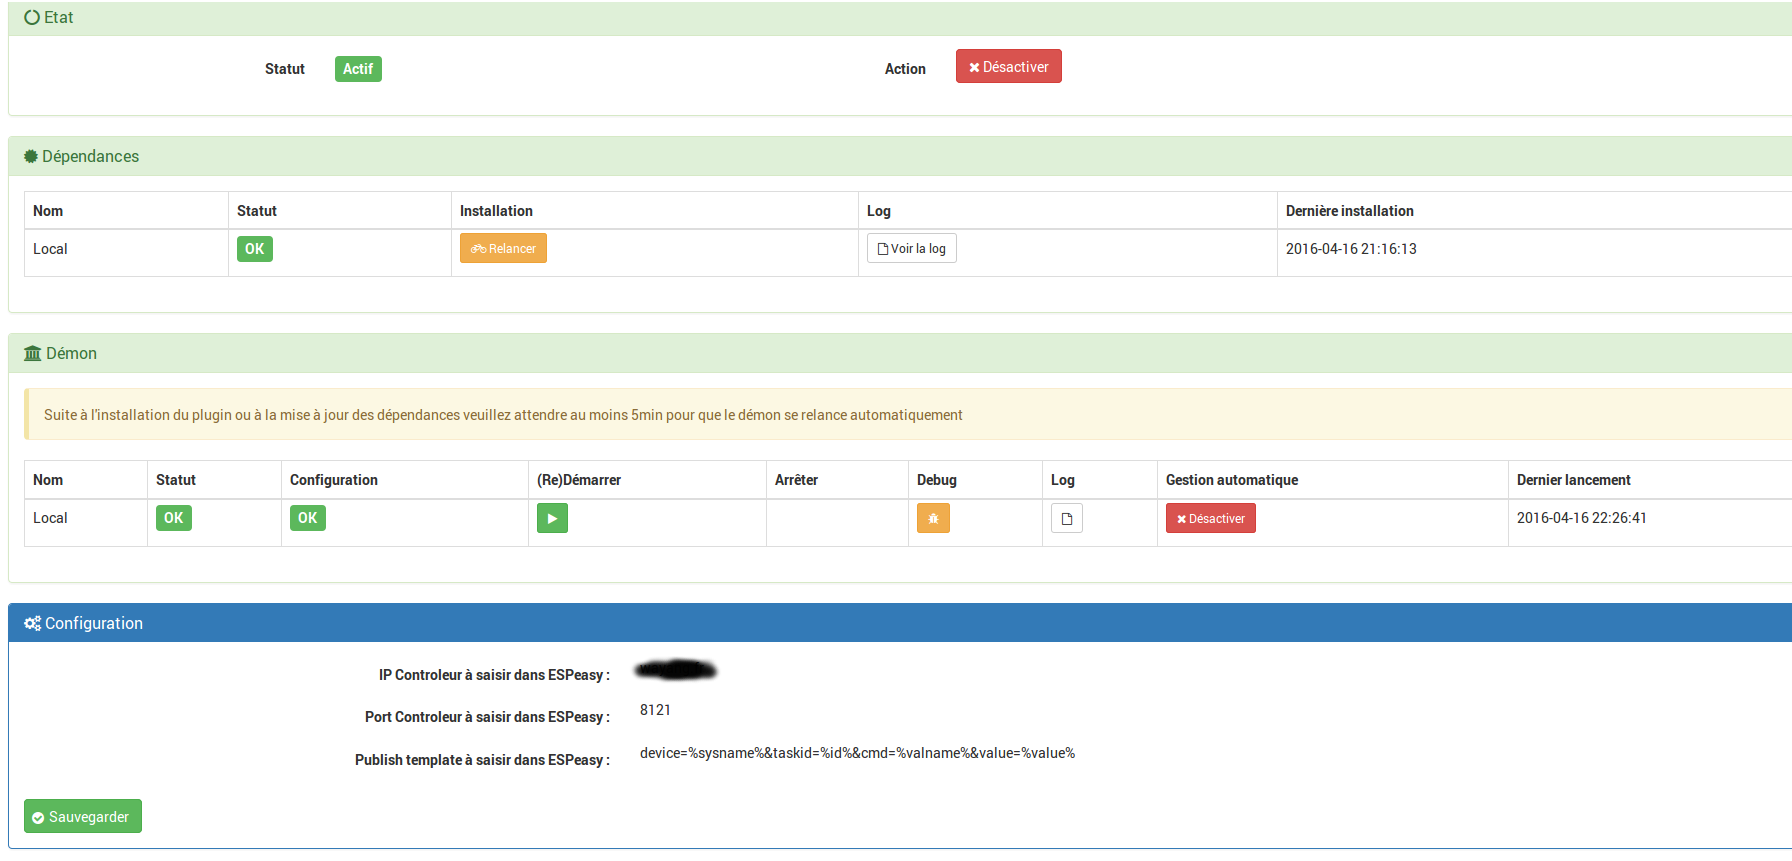 Etat
Statut Actif Action Désactiver
Dépendances
Nom Statut Installation Log Dernière installation
Local OK Relancer Voir la log 2016-04-16 21:16:13
Démon
Suite à l'installation du plugin ou à la mise à jour des dépendances veuillez attendre au moins 5min pour que le démon se relance automatiquement
Nom Statut Configuration (Re)Démarrer Arrêter Debug Log Gestion automatique Dernier lancement
Local OK OK Désactiver 2016-04-16 22:26:41
Configuration
IP Controleur à saisir dans ESPeasy :
Port Controleur à saisir dans ESPeasy : 8121
Publish template à saisir dans ESPeasy : device=%sysname%&taskid=%id%&cmd=%valname%&value=%value%
Sauvegarder